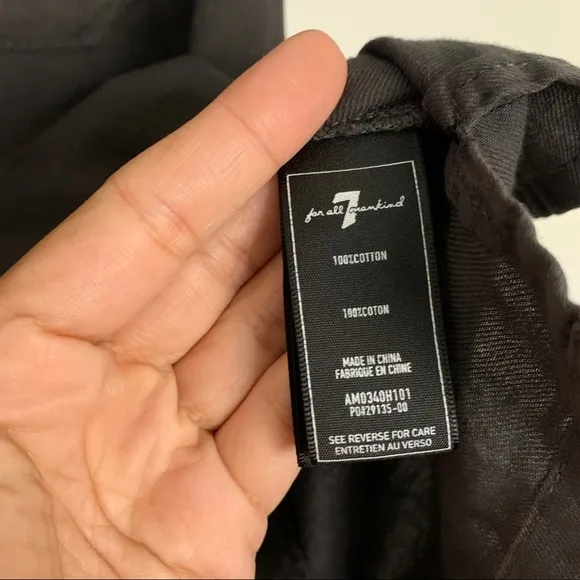 for all 7 mankind
100%COTTON
100%COTON
MADE IN CHINA
FABRIQUE EN CHINE
AM0340H101
PO#29135-00
SEE REVERSE FOR CARE
ENTRETIEN AU VERSO